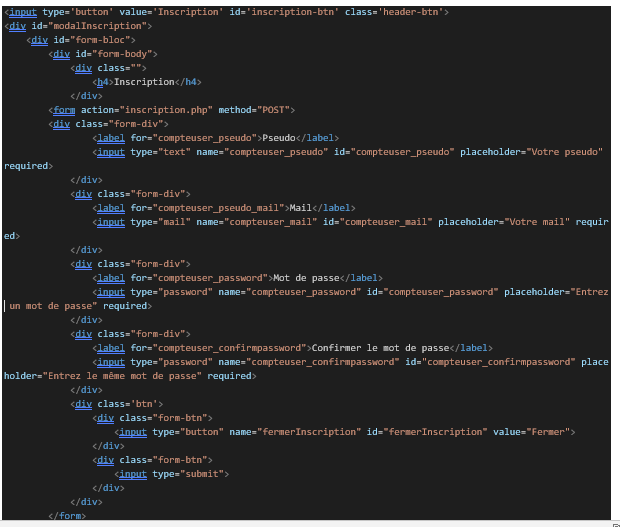 <input type='button' value='Inscription' id='inscription-btn' class='header-btn'>
<div id="modalInscription">
<div id="form-bloc">
<div id="form-body">
<div class="">
<h4>Inscription</h4>
</div>
<form action="inscription.php" method="POST">
<div class="form-div">
<label for="compteuser_pseudo">Pseudo</label>
<input type="text" name="compteuser_pseudo" id="compteuser_pseudo" placeholder="Votre pseudo"
required>
</div>
<div class="form-div">
<label for="compteuser_pseudo_mail">Mail</label>
<input type="mail" name="compteuser_mail" id="compteuser_mail" placeholder="Votre mail" requir
ed>
</div>
<div class="form-div">
<label for="compteuser_password">Mot de passe</label>
<input type="password" name="compteuser_password" id="compteuser_password" placeholder="Entrez
un mot de passe" required>
</div>
<div class="form-div">
<label for="compteuser_confirmpassword">Confirmer le mot de passe</label>
<input type="password" name="compteuser_confirmpassword" id="compteuser_confirmpassword" place
holder="Entrez le même mot de passe" required>
</div>
<div class='btn'>
<div class="form-btn">
<input type="button" name="fermerInscription" id="fermerInscription" value="Fermer">
</div>
<div class="form-btn">
<input type="submit">
</div>
</div>
</form>